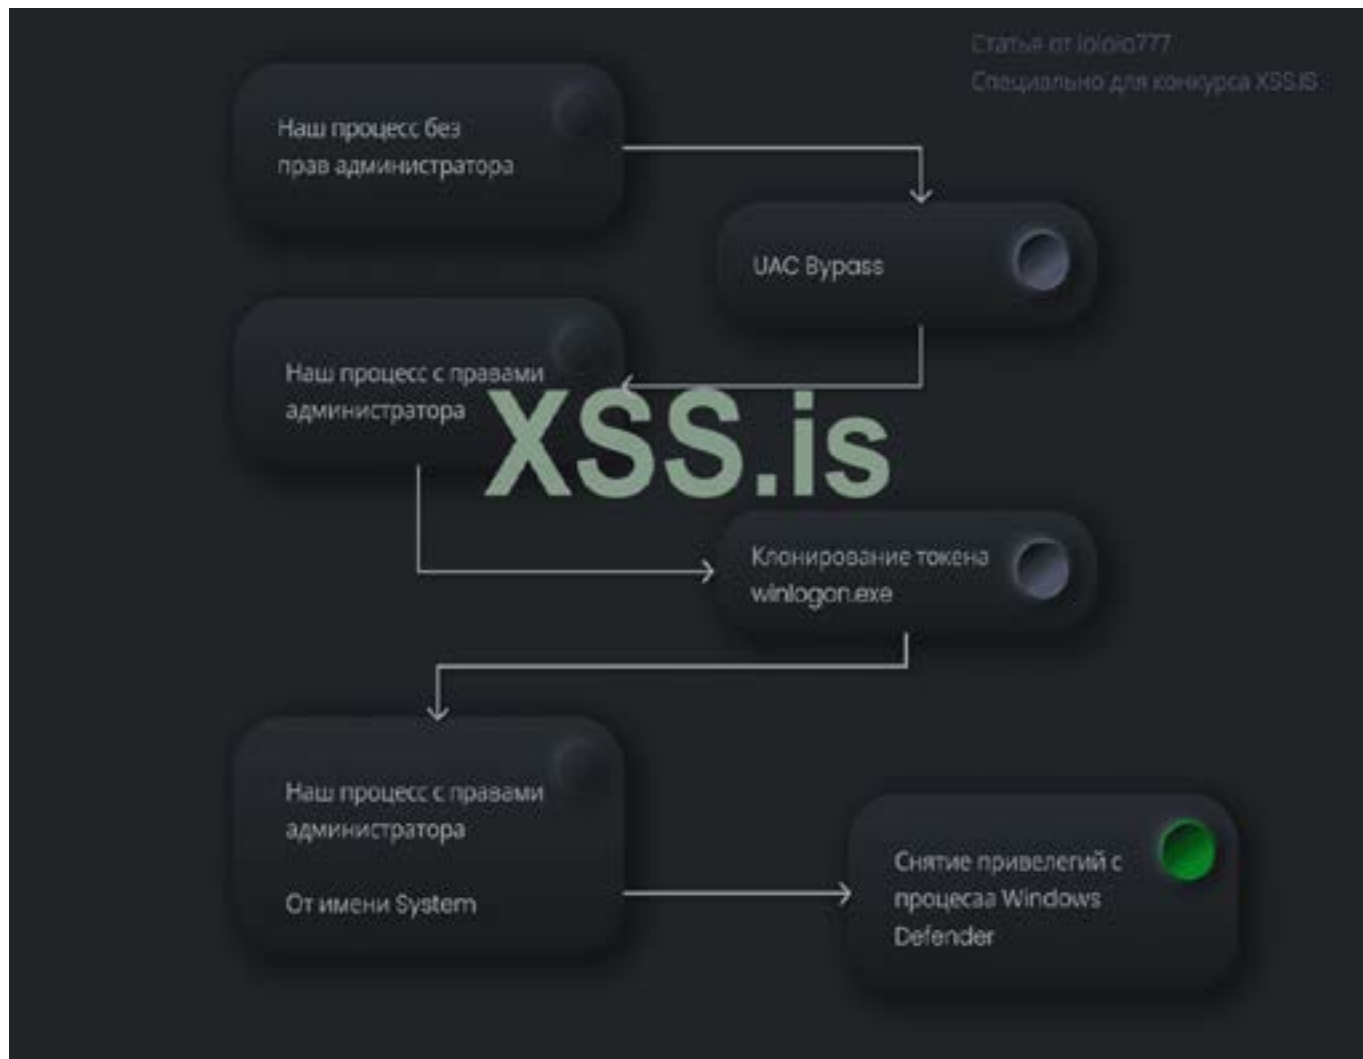 Статья от lololo777
Специально для конкурса XSS.IS
Наш процесс без
прав администратора
UAC Bypass
Наш процесс с правами
администратора
XSS.is
Клонирование токена
winlogon.exe
Наш процесс с правами
администратора
От имени System
Снятие привелегий с
процесаа Windows
Defender